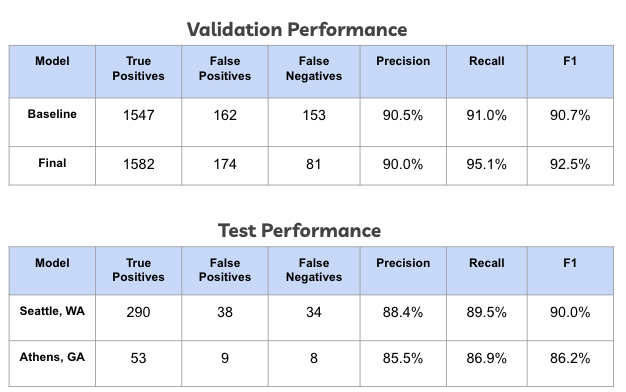 Validation Performance
Model True Positives False Positives False Negatives Precision Recall F1
Baseline 1547 162 153 90.5% 91.0% 90.7%
Final 1582 174 81 90.0% 95.1% 92.5%
Test Performance
Model True Positives False Positives False Negatives Precision Recall F1
Seattle, WA 290 38 34 88.4% 89.5% 90.0%
Athens, GA 53 9 8 85.5% 86.9% 86.2%